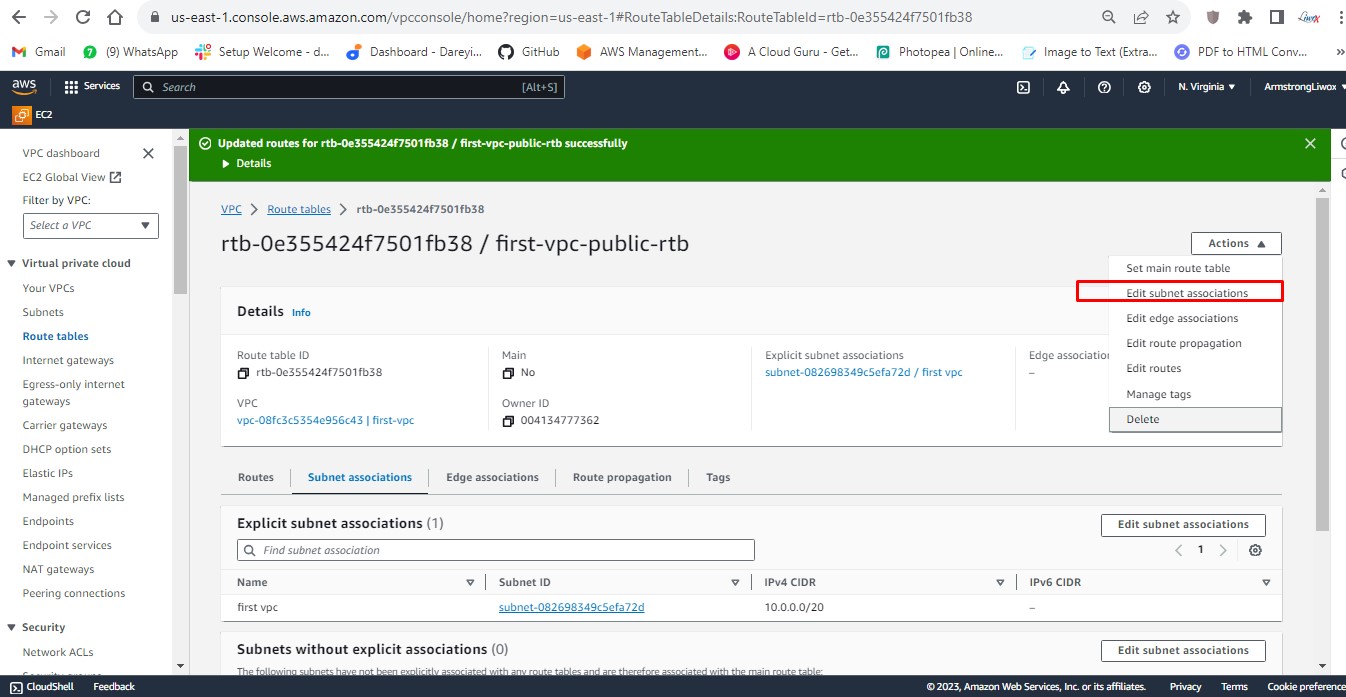 us-east-1.console.aws.amazon.com/vpcconsole/home?region=us-east-1#RouteTableDetails:RouteTableId=rtb-0e355424f7501fb38
Gmail (9) WhatsApp Setup Welcome - d... Dashboard - Dareyi... GitHub AWS Management... A Cloud Guru - Get... Photopea | Online... Image to Text (Extra... PDF to HTML Conv... »
aws Services Search [Alt+S] N. Virginia ArmstrongLiwox
EC2
VPC dashboard
EC2 Global View
Filter by VPC:
Select a VPC
Virtual private cloud
Your VPCs
Subnets
Route tables
Internet gateways
Egress-only internet
gateways
Carrier gateways
DHCP option sets
Elastic IPs
Managed prefix lists
Endpoints
Endpoint services
NAT gateways
Peering connections
Security
Network ACLs
Updated routes for rtb-0e355424f7501fb38 / first-vpc-public-rtb successfully
Details
VPC > Route tables > rtb-0e355424f7501fb38
rtb-0e355424f7501fb38 / first-vpc-public-rtb
Actions
Set main route table
Edit subnet associations
Edit edge associations
Edit route propagation
Edit routes
Manage tags
Delete
Details Info
Route table ID
rtb-0e355424f7501fb38
Main
No
Explicit subnet associations
subnet-082698349c5efa72d / first vpc
Edge association
–
VPC
vpc-08fc3c5354e956c43 | first-vpc
Owner ID
004134777362
Routes Subnet associations Edge associations Route propagation Tags
Explicit subnet associations (1)
Edit subnet associations
Find subnet association
1
Name Subnet ID IPv4 CIDR IPv6 CIDR
first vpc subnet-082698349c5efa72d 10.0.0.0/20 –
Subnets without explicit associations (0)
Edit subnet associations
The following subnets have not been explicitly associated with any route tables and are therefore associated with the main route table:
CloudShell Feedback © 2023, Amazon Web Services, Inc. or its affiliates. Privacy Terms Cookie preference